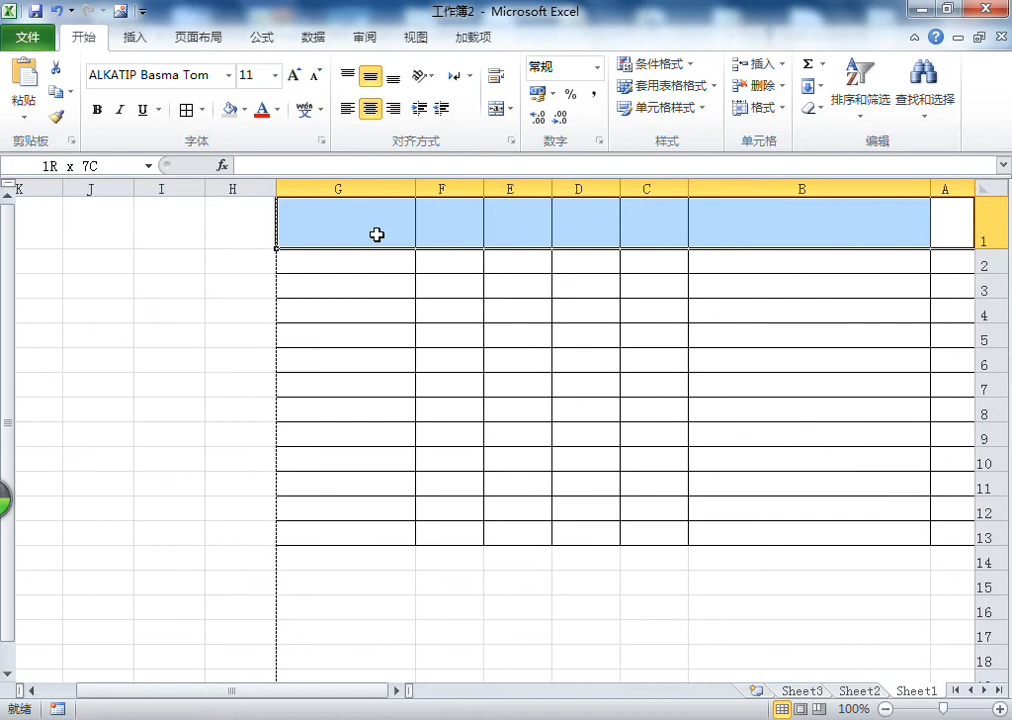 工作簿2 - Microsoft Excel
文件 开始 插入 页面布局 公式 数据 审阅 视图 加载项
ALKATIP Basma Tom 11 常规 条件格式 插入 Σ
粘贴 套用表格格式 删除 排序和筛选 查找和选择
B I U A % , 单元格样式 格式
剪贴板 字体 对齐方式 数字 样式 单元格 编辑
1R x 7C fx
K J I H G F E D C B A
1
2
3
4
5
6
7
8
9
10
11
12
13
14
15
16
17
18
Sheet3 Sheet2 Sheet1
就绪 100%